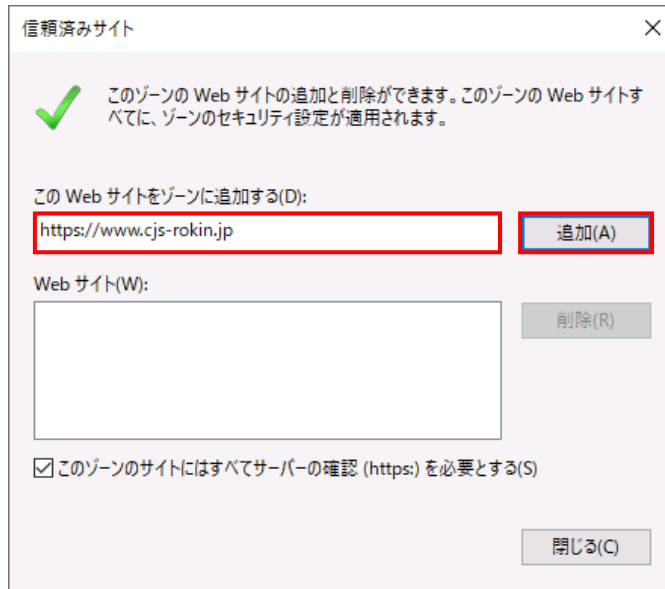 信頼済みサイト
このゾーンの Web サイトの追加と削除ができます。このゾーンの Web サイトす
べてに、ゾーンのセキュリティ設定が適用されます。
この Web サイトをゾーンに追加する(D):
https://www.cjs-rokin.jp
追加(A)
Web サイト(W):
削除(R)
このゾーンのサイトにはすべてサーバーの確認 (https:) を必要とする(S)
閉じる(C)